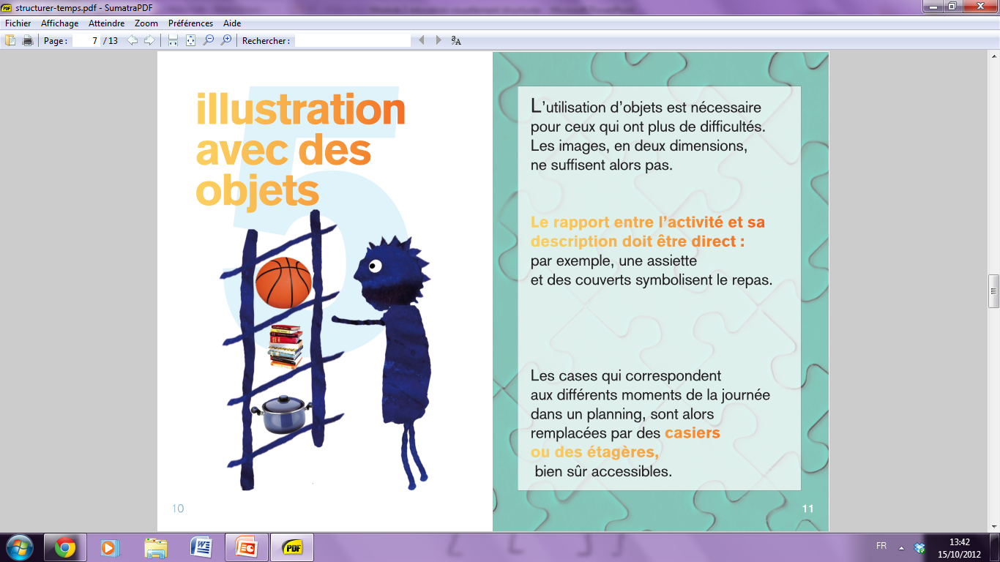 structurer-temps.pdf - SumatraPDF
Fichier Affichage Atteindre Zoom Préférences Aide
Page : 7 / 13 Rechercher :
illustration
avec des
objets
5
10
L'utilisation d'objets est nécessaire
pour ceux qui ont plus de difficultés.
Les images, en deux dimensions,
ne suffisent alors pas.
Le rapport entre l'activité et sa
description doit être direct :
par exemple, une assiette
et des couverts symbolisent le repas.
Les cases qui correspondent
aux différents moments de la journée
dans un planning, sont alors
remplacées par des casiers
ou des étagères,
bien sûr accessibles.
11
PDF
FR
13:42
15/10/2012